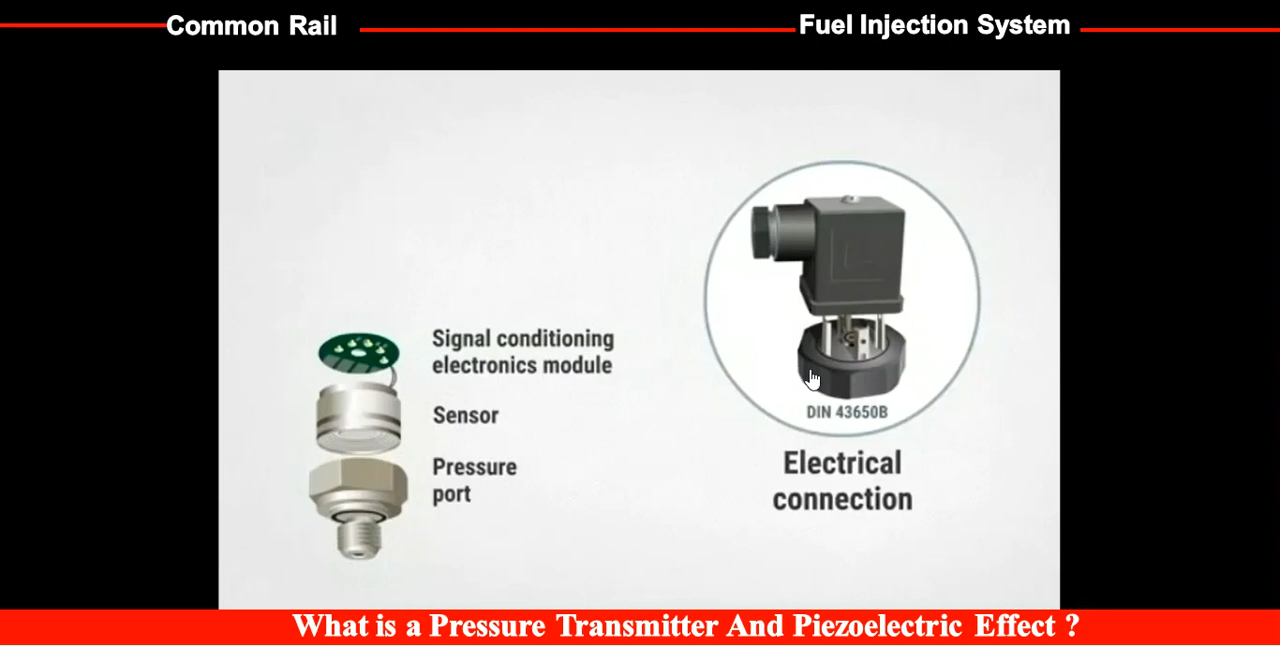 Common Rail
Fuel Injection System
Signal conditioning
electronics module
Sensor
Pressure
port
DIN 43650B
Electrical
connection
What is a Pressure Transmitter And Piezoelectric Effect ?